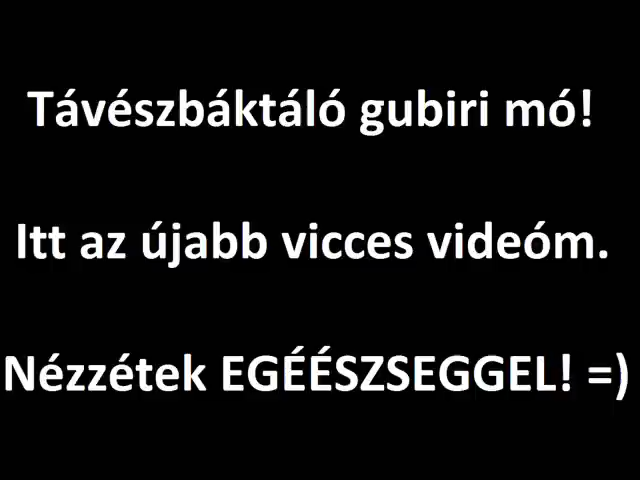 Távészbáktáló gubiri mó!
Itt az újabb vicces videóm.
Nézzétek EGÉÉSZSEGGEL! =)